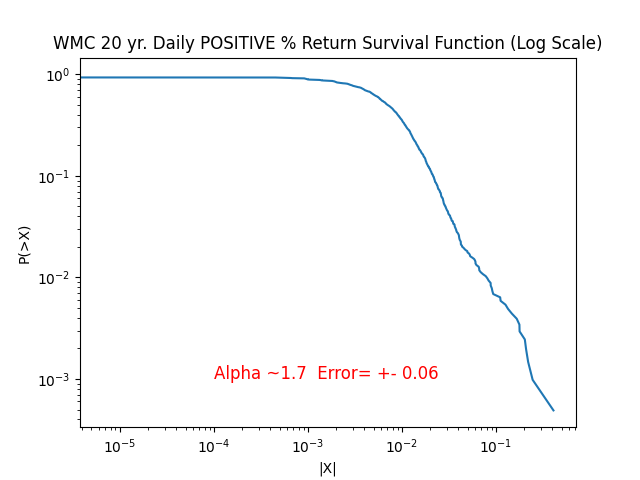 WMC 20 yr. Daily POSITIVE % Return Survival Function (Log Scale)
10⁰
10⁻¹
10⁻²
10⁻³
P(>X)
Alpha ~1.7  Error= +- 0.06
10⁻⁵ 10⁻⁴ 10⁻³ 10⁻² 10⁻¹
|X|